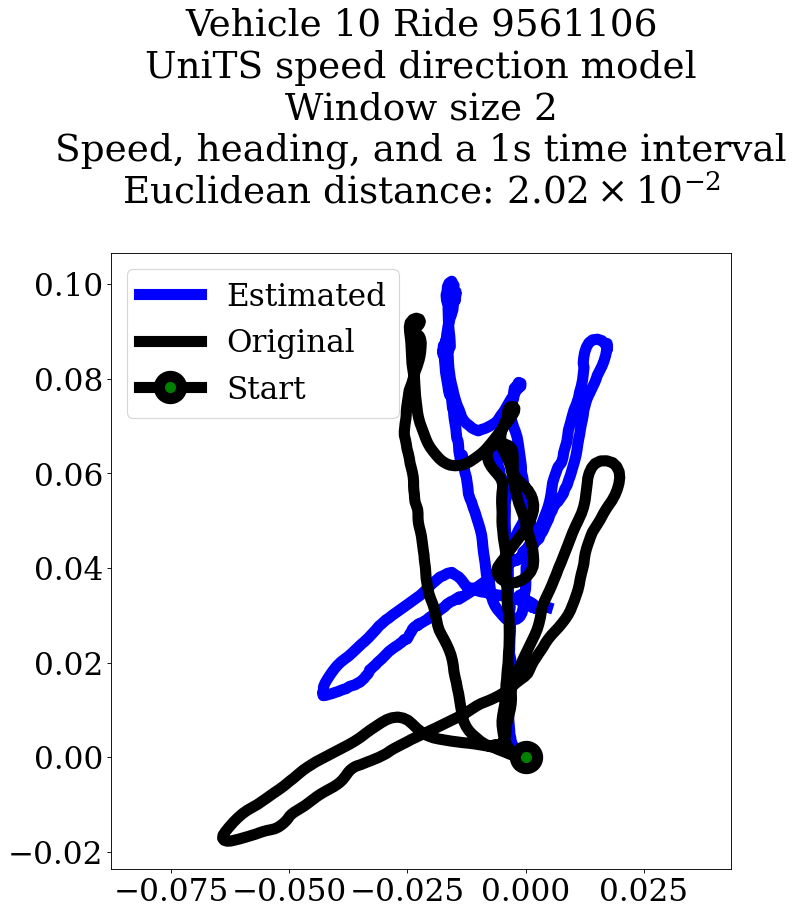 Vehicle 10 Ride 9561106
UniTS speed direction model
Window size 2
Speed, heading, and a 1s time interval
Euclidean distance: 2.02 × 10⁻²
Estimated
Original
Start
0.10
0.08
0.06
0.04
0.02
0.00
−0.02
−0.075 −0.050 −0.025 0.000 0.025